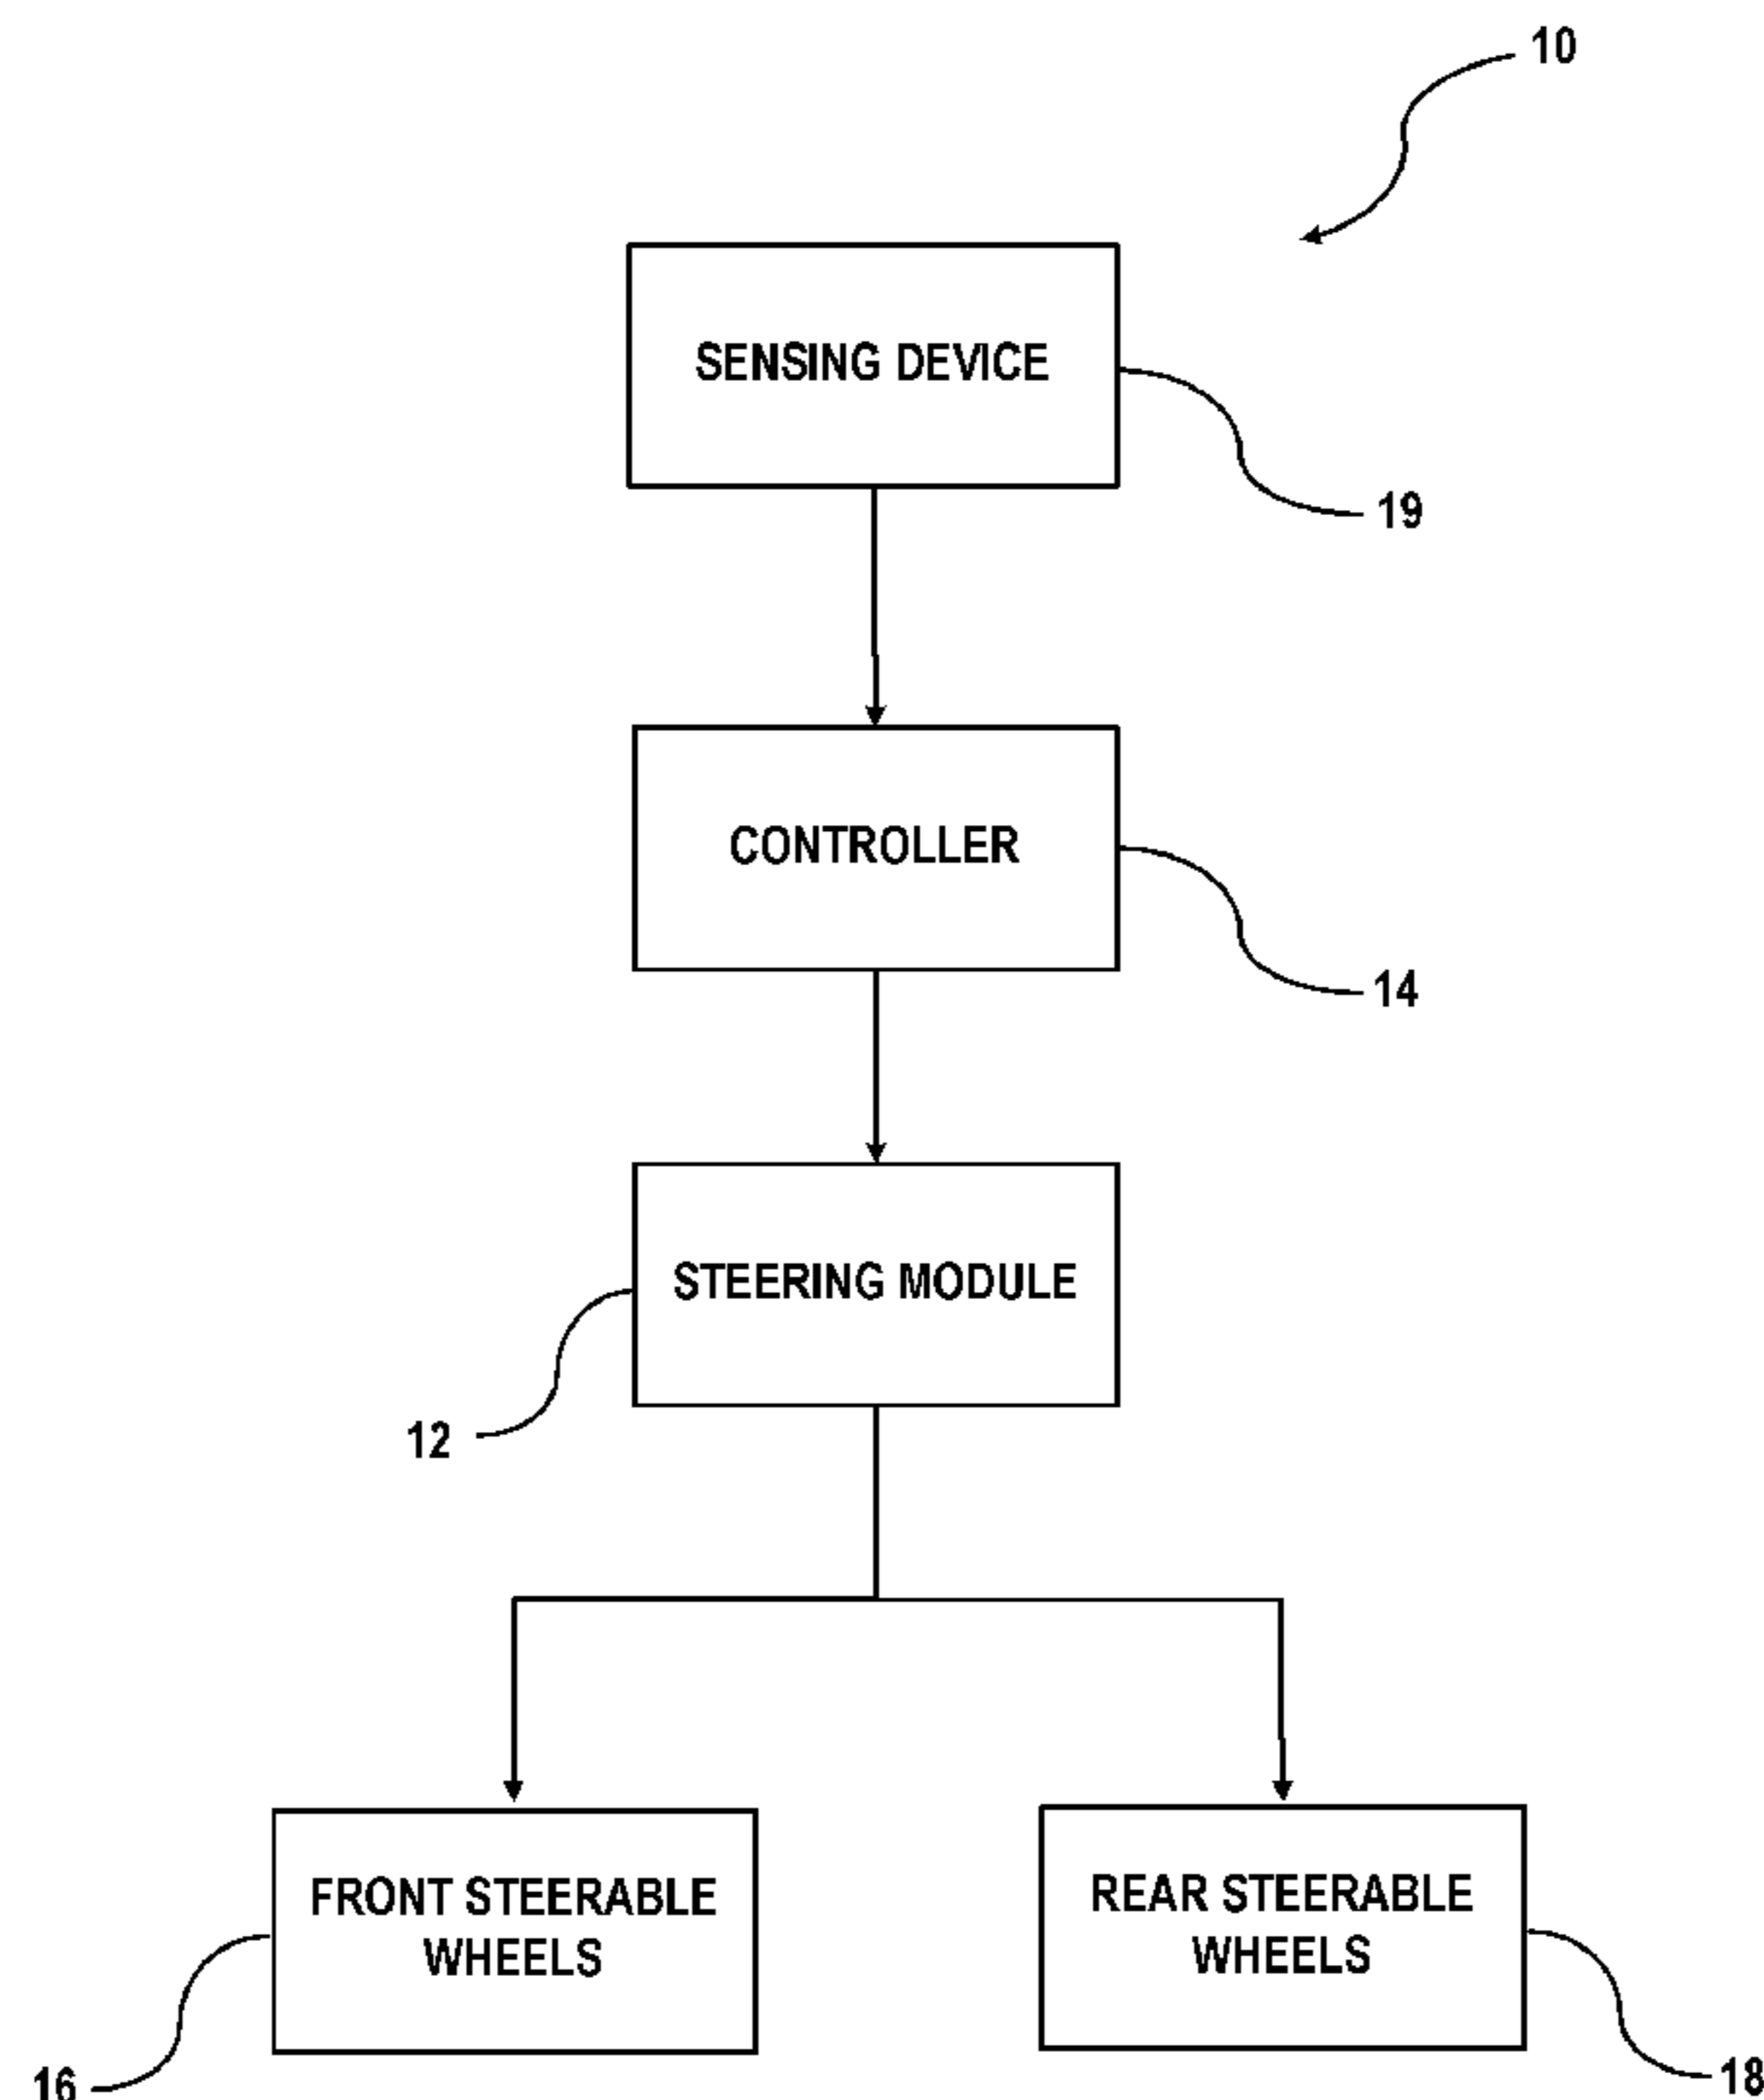 10
SENSING DEVICE
19
CONTROLLER
14
STEERING MODULE
12
FRONT STEERABLE
WHEELS
REAR STEERABLE
WHEELS
16
18